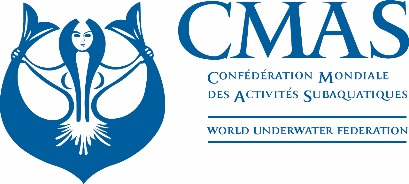 CMAS
CONFÉDÉRATION MONDIALE
DES ACTIVITÉS SUBAQUATIQUES
WORLD UNDERWATER FEDERATION